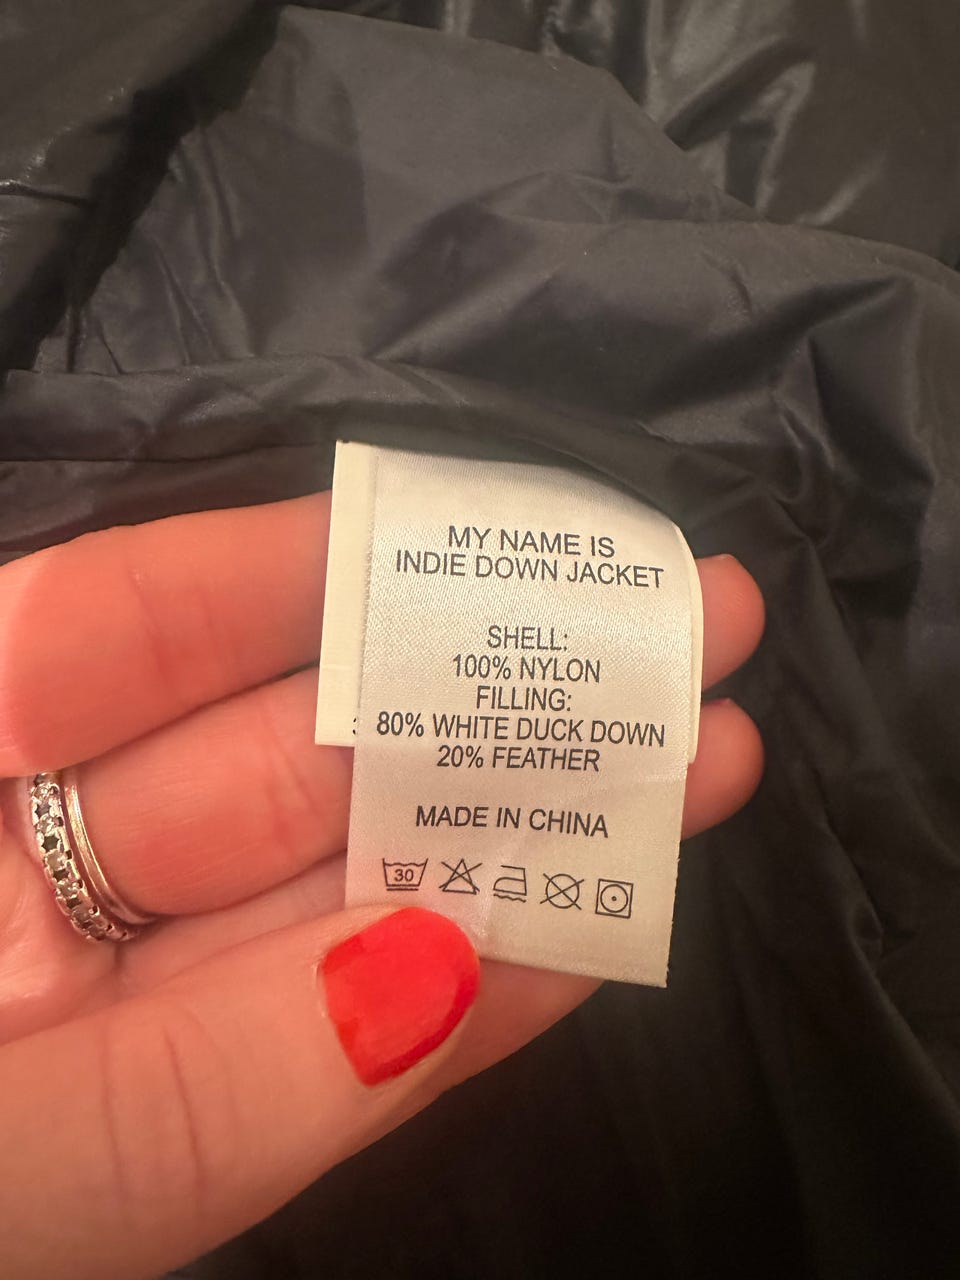 MY NAME IS
INDIE DOWN JACKET
SHELL:
100% NYLON
FILLING:
80% WHITE DUCK DOWN
20% FEATHER
MADE IN CHINA
30